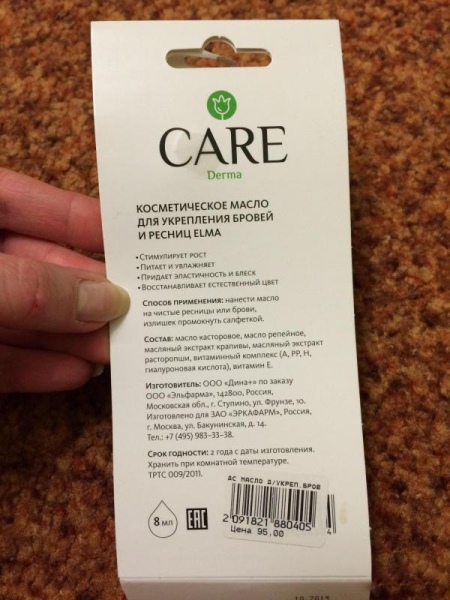 CARE
Derma
КОСМЕТИЧЕСКОЕ МАСЛО
ДЛЯ УКРЕПЛЕНИЯ БРОВЕЙ
И РЕСНИЦ ELMA
• СТИМУЛИРУЕТ РОСТ
• ПИТАЕТ И УВЛАЖНЯЕТ
• ПРИДАЕТ ЭЛАСТИЧНОСТЬ И БЛЕСК
• ВОССТАНАВЛИВАЕТ ЕСТЕСТВЕННЫЙ ЦВЕТ
СПОСОБ ПРИМЕНЕНИЯ: нанести масло
на чистые ресницы или брови,
излишек промокнуть салфеткой.
СОСТАВ: масло касторовое, масло репейное,
масляный экстракт крапивы, масляный экстракт
расторопши, витаминный комплекс (А, РР, Н,
гиалуроновая кислота), витамин Е.
ИЗГОТОВИТЕЛЬ: ООО «Дина+» по заказу
ООО «Эльфарма», 142800, Россия,
Московская обл., г. Ступино, ул. Фрунзе, 10.
Изготовлено для ЗАО «ЭРКАФАРМ», Россия,
г. Москва, ул. Бакунинская, д. 14.
Тел.: +7 (495) 983-33-38.
СРОК ГОДНОСТИ: 2 года с даты изготовления.
Хранить при комнатной температуре.
ТРТС 009/2011.
8 мл
EAC
ДС МАСЛО Д/УКРЕП.БРОВ
2 091821 880405 4
Цена 95,00
10 2015